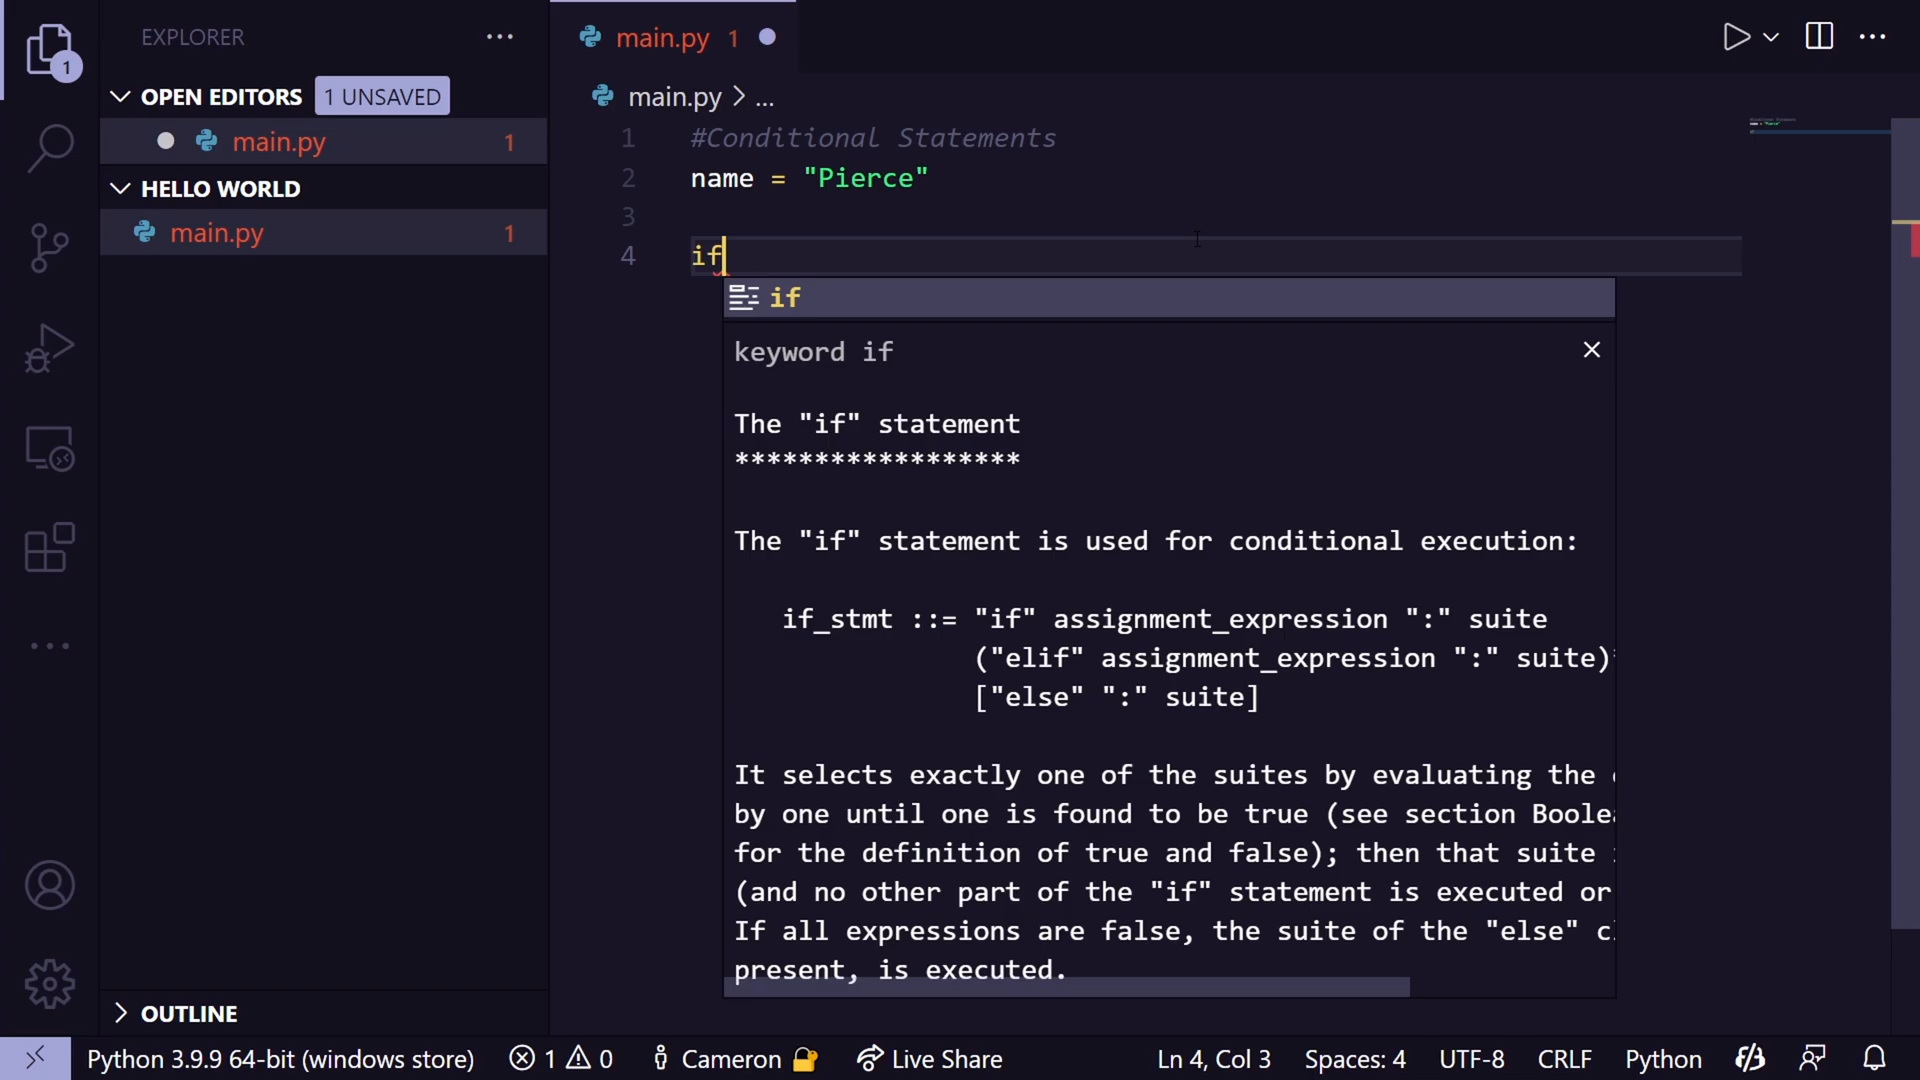 EXPLORER
1
OPEN EDITORS 1 UNSAVED
main.py 1
HELLO WORLD
main.py 1
OUTLINE
main.py 1
main.py > ...
1 #Conditional Statements
2 name = "Pierce"
3
4 if
if
keyword if
The "if" statement
******************
The "if" statement is used for conditional execution:
if_stmt ::= "if" assignment_expression ":" suite
("elif" assignment_expression ":" suite)
["else" ":" suite]
It selects exactly one of the suites by evaluating the
by one until one is found to be true (see section
for the definition of true and false); then that suite
(and no other part of the "if" statement is executed or
If all expressions are false, the suite of the "else"
present, is executed.
Python 3.9.9 64-bit (windows store) 1 0 Cameron Live Share Ln 4, Col 3 Spaces: 4 UTF-8 CRLF Python